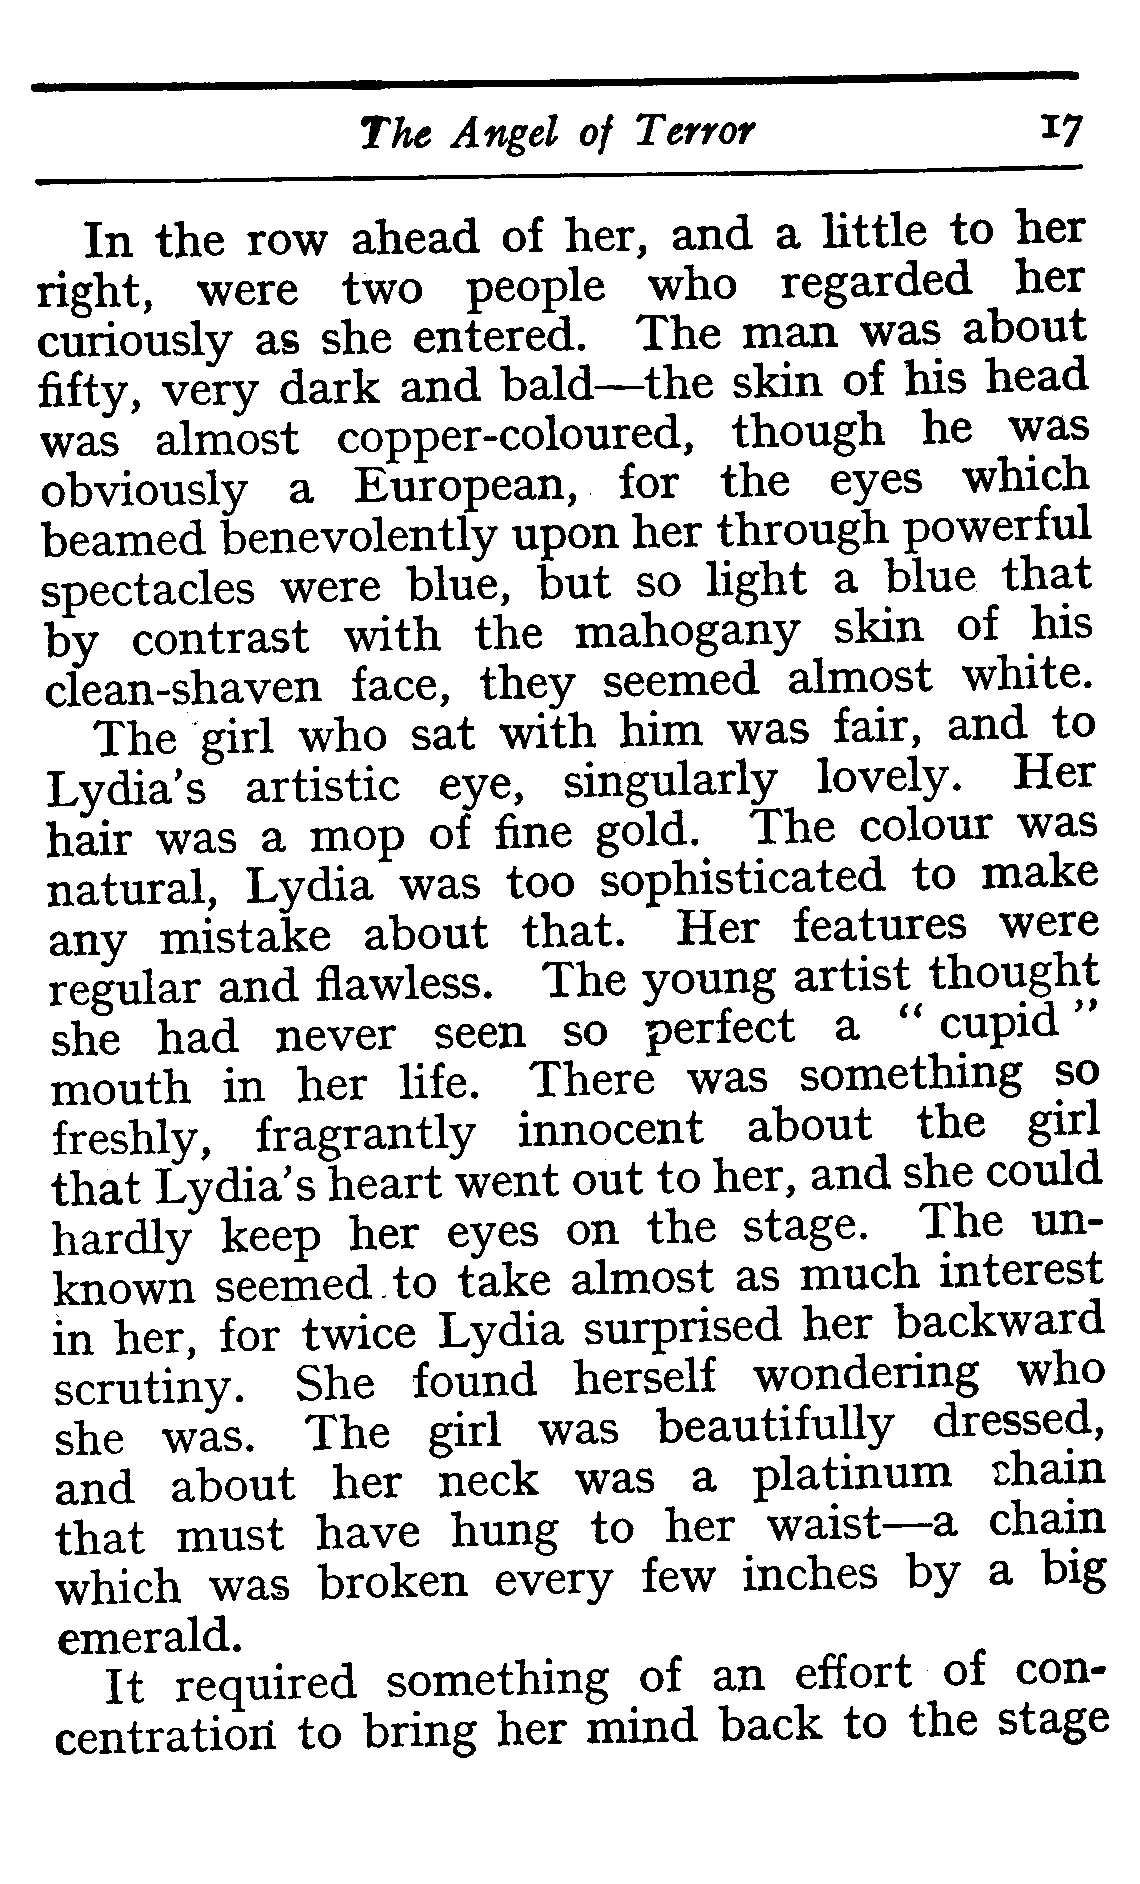 The Angel of Terror 17
In the row ahead of her, and a little to her
right, were two people who regarded her
curiously as she entered. The man was about
fifty, very dark and bald—the skin of his head
was almost copper-coloured, though he was
obviously a European, for the eyes which
beamed benevolently upon her through powerful
spectacles were blue, but so light a blue that
by contrast with the mahogany skin of his
clean-shaven face, they seemed almost white.
The girl who sat with him was fair, and to
Lydia's artistic eye, singularly lovely. Her
hair was a mop of fine gold. The colour was
natural, Lydia was too sophisticated to make
any mistake about that. Her features were
regular and flawless. The young artist thought
she had never seen so perfect a " cupid "
mouth in her life. There was something so
freshly, fragrantly innocent about the girl
that Lydia's heart went out to her, and she could
hardly keep her eyes on the stage. The un-
known seemed to take almost as much interest
in her, for twice Lydia surprised her backward
scrutiny. She found herself wondering who
she was. The girl was beautifully dressed,
and about her neck was a platinum chain
that must have hung to her waist—a chain
which was broken every few inches by a big
emerald.
It required something of an effort of con-
centration to bring her mind back to the stage